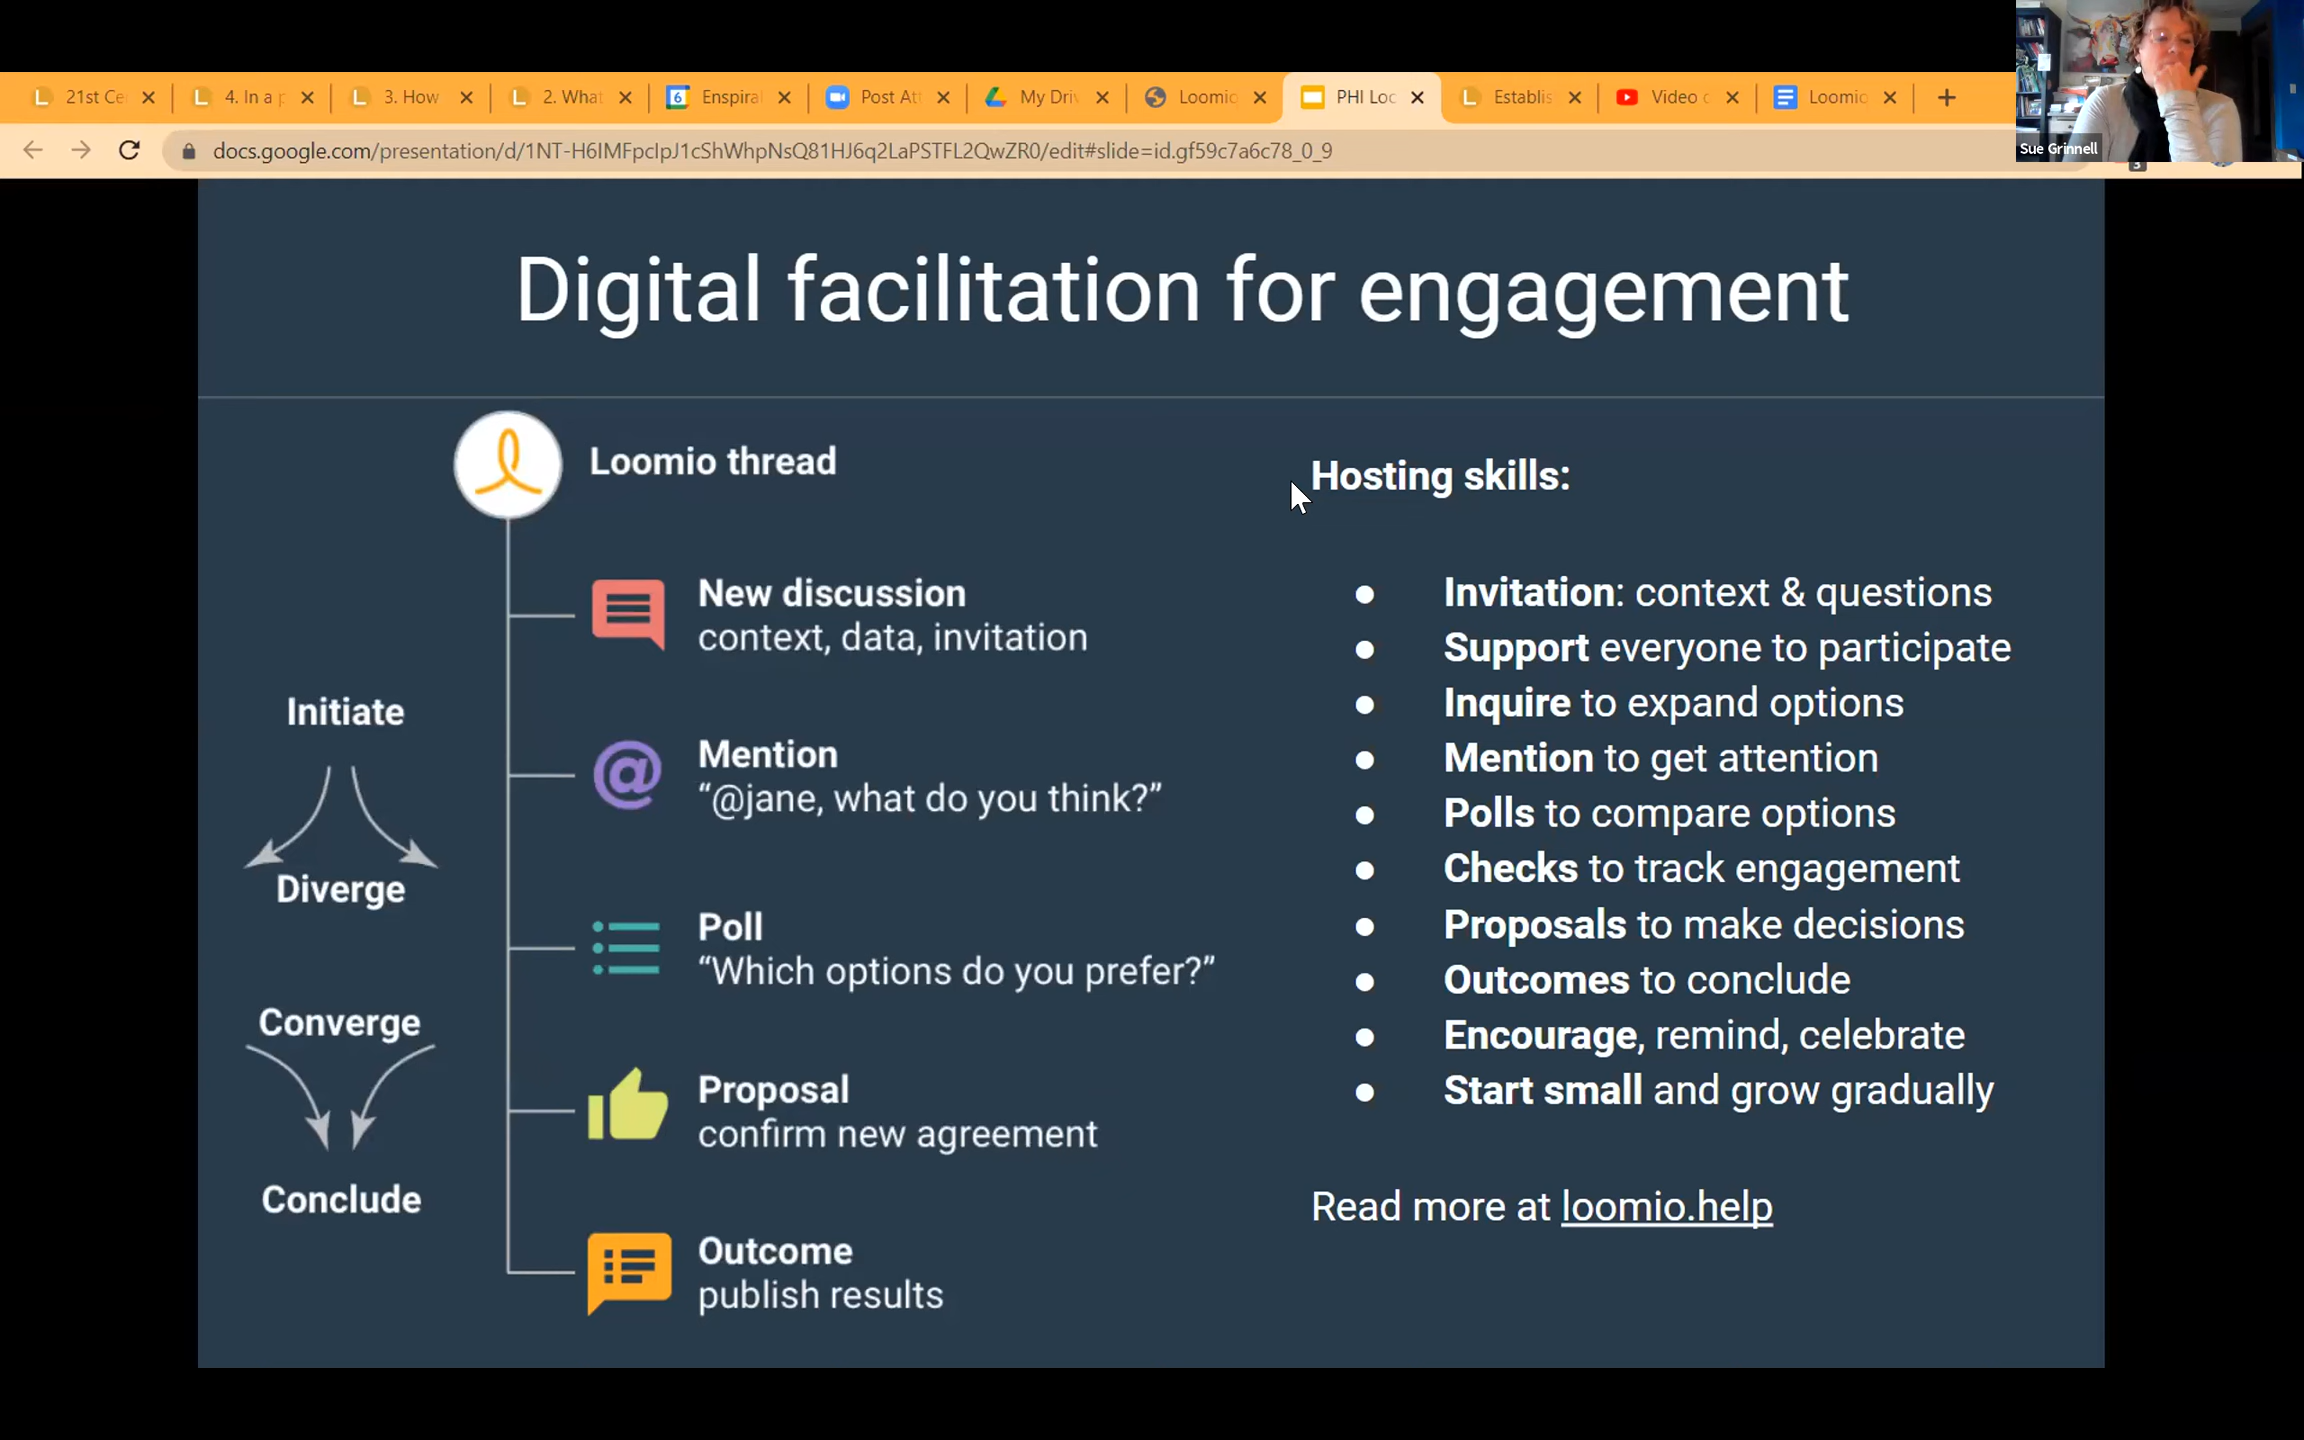 21st Ce
4. In a p
3. How
2. What
6
Enspiral
Post Att
My Driv
Loomio
PHI Loo
Establis
Video c
Loomio
docs.google.com/presentation/d/1NT-H6IMFpcIpJ1cShWhpNsQ81HJ6q2LaPSTFL2QwZR0/edit#slide=id.gf59c7a6c78_0_9
Sue Grinnell
3
Digital facilitation for engagement
Loomio thread
New discussion
context, data, invitation
Initiate
Mention
“@jane, what do you think?”
Diverge
Poll
“Which options do you prefer?”
Converge
Proposal
confirm new agreement
Conclude
Outcome
publish results
Hosting skills:
● Invitation: context & questions
● Support everyone to participate
● Inquire to expand options
● Mention to get attention
● Polls to compare options
● Checks to track engagement
● Proposals to make decisions
● Outcomes to conclude
● Encourage, remind, celebrate
● Start small and grow gradually
Read more at loomio.help